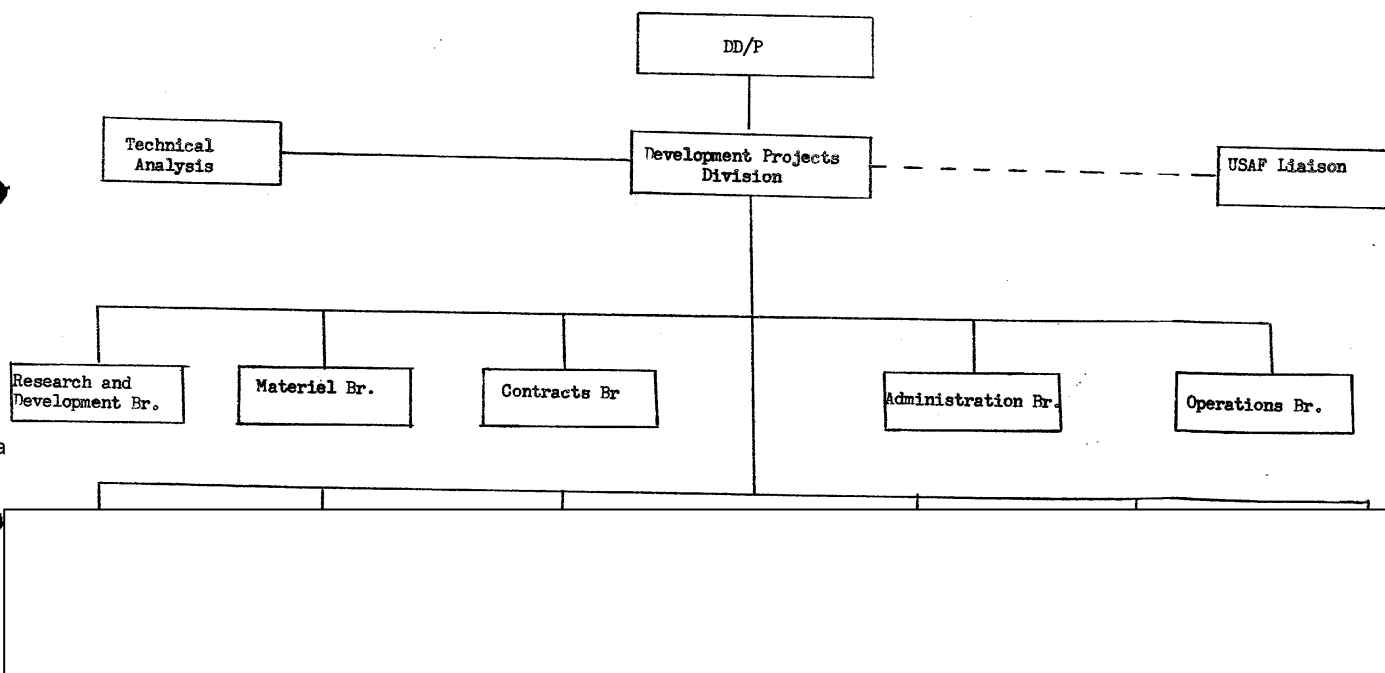 DD/P
Technical
Analysis
Development Projects
Division
USAF Liaison
Research and
Development Br.
Materiel Br.
Contracts Br
Administration Br.
Operations Br.
a